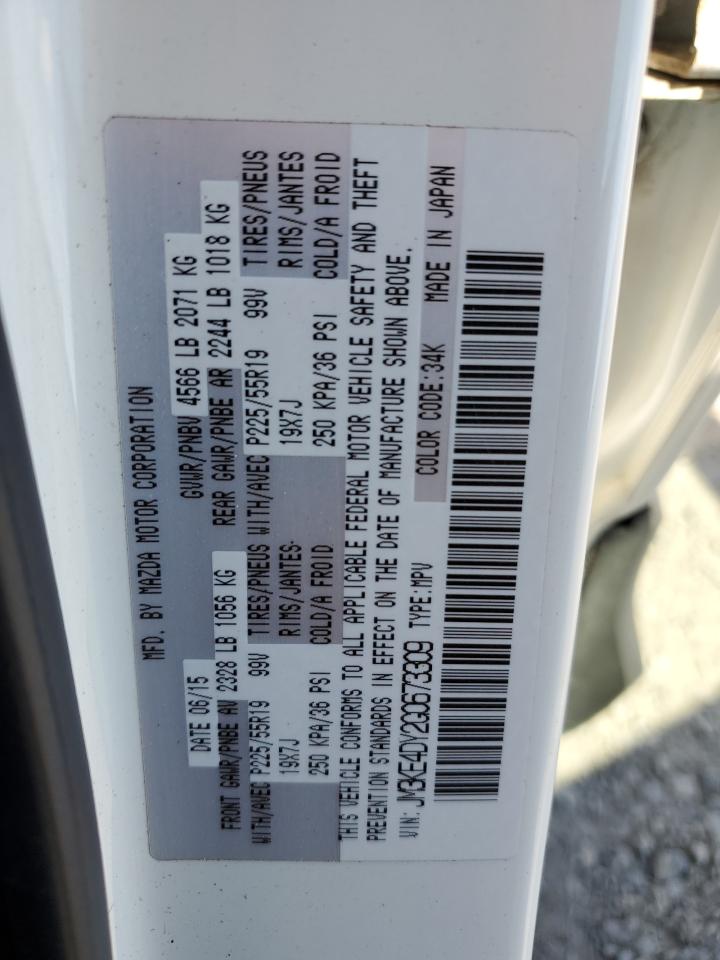 MFD. BY MAZDA MOTOR CORPORATION
DATE 06/15 GVWR/PNBV 4566 LB 2071 KG
FRONT GAWR/PNBE AV 2328 LB 1056 KG REAR GAWR/PNBE AR 2244 LB 1018 KG
WITH/AVEC P225/55R19 99V TIRES/PNEUS WITH/AVEC P225/55R19 99V TIRES/PNEUS
19X7J RIMS/JANTES 19X7J RIMS/JANTES
250 KPA/36 PSI COLD/A FROID 250 KPA/36 PSI COLD/A FROID
THIS VEHICLE CONFORMS TO ALL APPLICABLE FEDERAL MOTOR VEHICLE SAFETY AND THEFT
PREVENTION STANDARDS IN EFFECT ON THE DATE OF MANUFACTURE SHOWN ABOVE.
VIN: JM3KE4DY2G0673309 TYPE:MPV COLOR CODE:34K MADE IN JAPAN